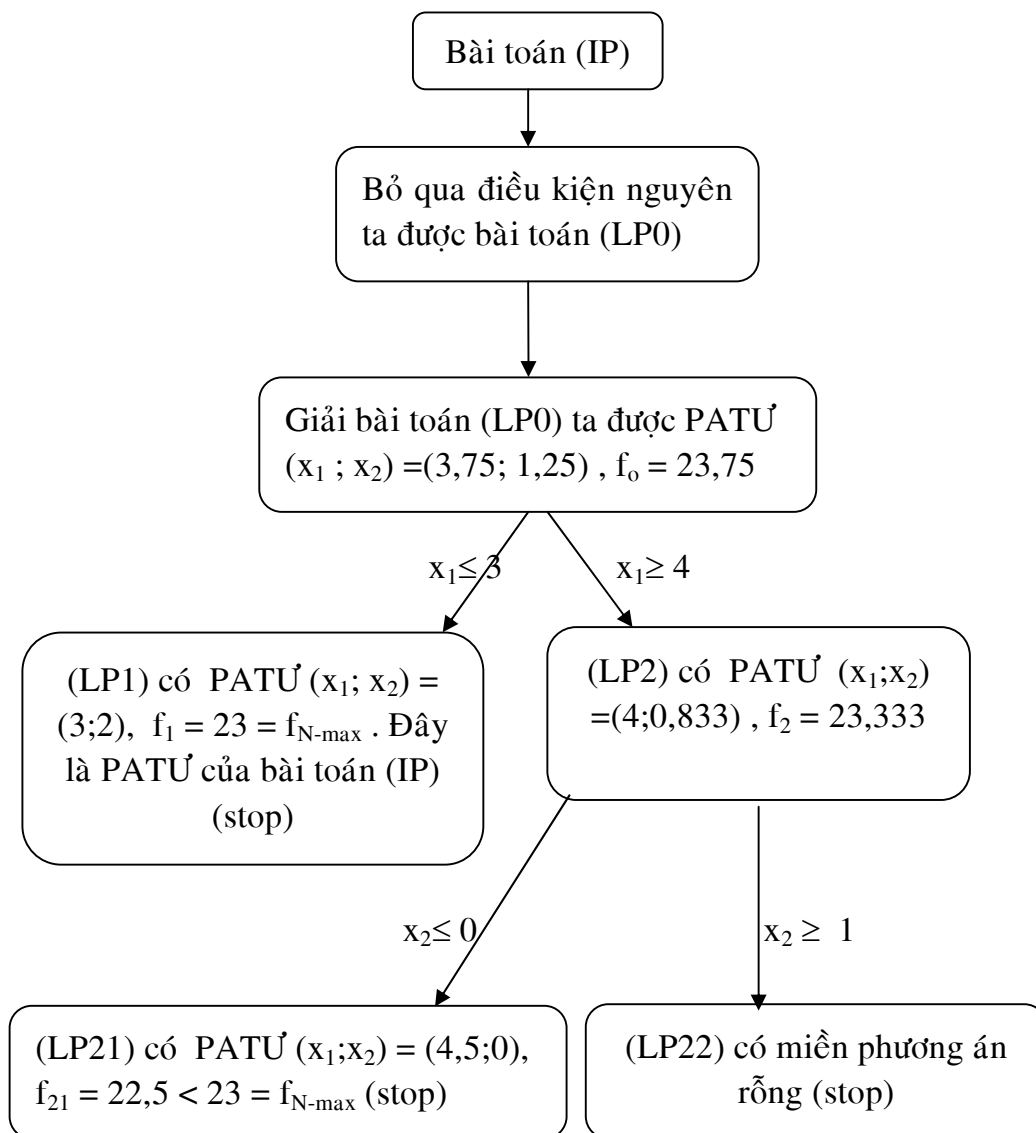 Bài toán (IP)
Bỏ qua điều kiện nguyên
ta được bài toán (LP0)
Giải bài toán (LP0) ta được PATƯ
(x₁ ; x₂) =(3,75; 1,25) , fₒ = 23,75
x₁≤ 3
x₁≥ 4
(LP1) có PATƯ (x₁; x₂) =
(3;2), f₁ = 23 = f_{N-max} . Đây
là PATƯ của bài toán (IP)
(stop)
(LP2) có PATƯ (x₁;x₂)
=(4;0,833) , f₂ = 23,333
x₂≤ 0
x₂ ≥ 1
(LP21) có PATƯ (x₁;x₂) = (4,5;0),
f₂₁ = 22,5 < 23 = f_{N-max} (stop)
(LP22) có miền phương án
rỗng (stop)